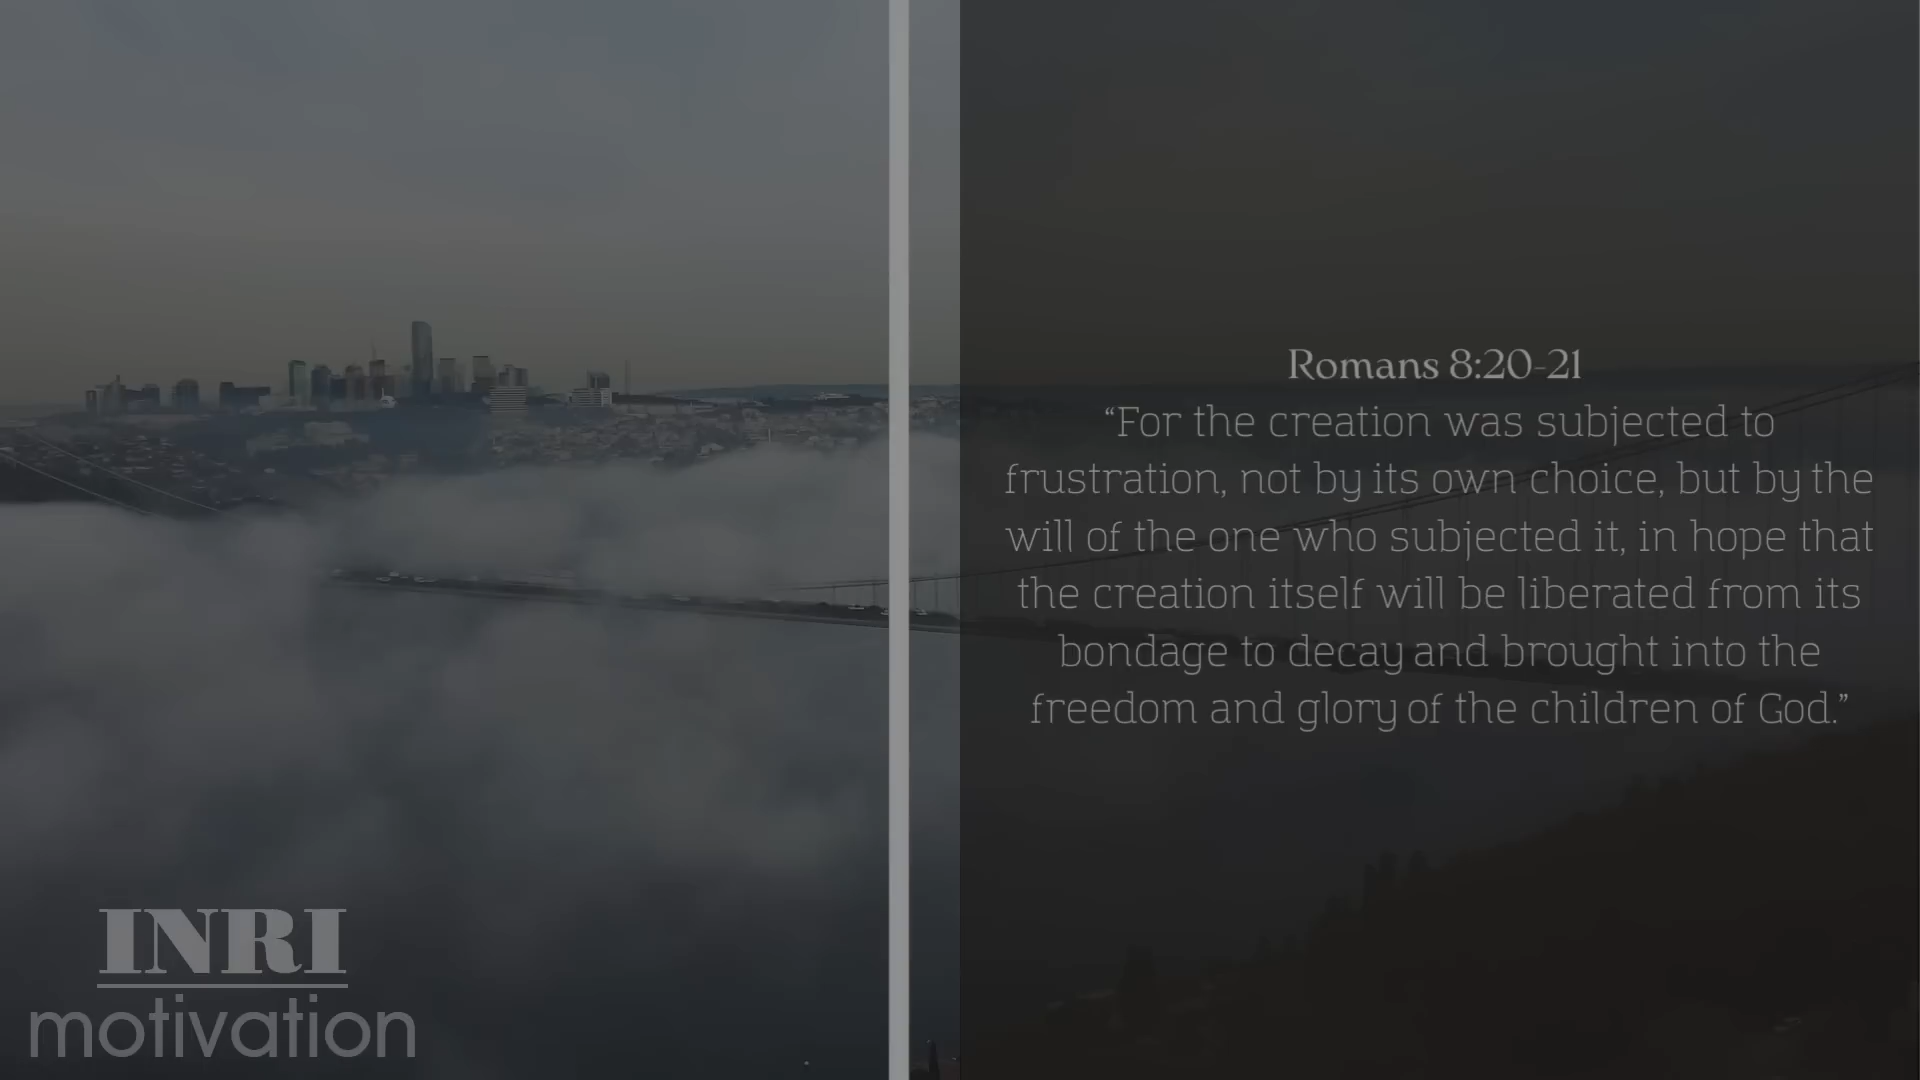 Romans 8:20-21
“For the creation was subjected to
frustration, not by its own choice, but by the
will of the one who subjected it, in hope that
the creation itself will be liberated from its
bondage to decay and brought into the
freedom and glory of the children of God.”
INRI
motivation